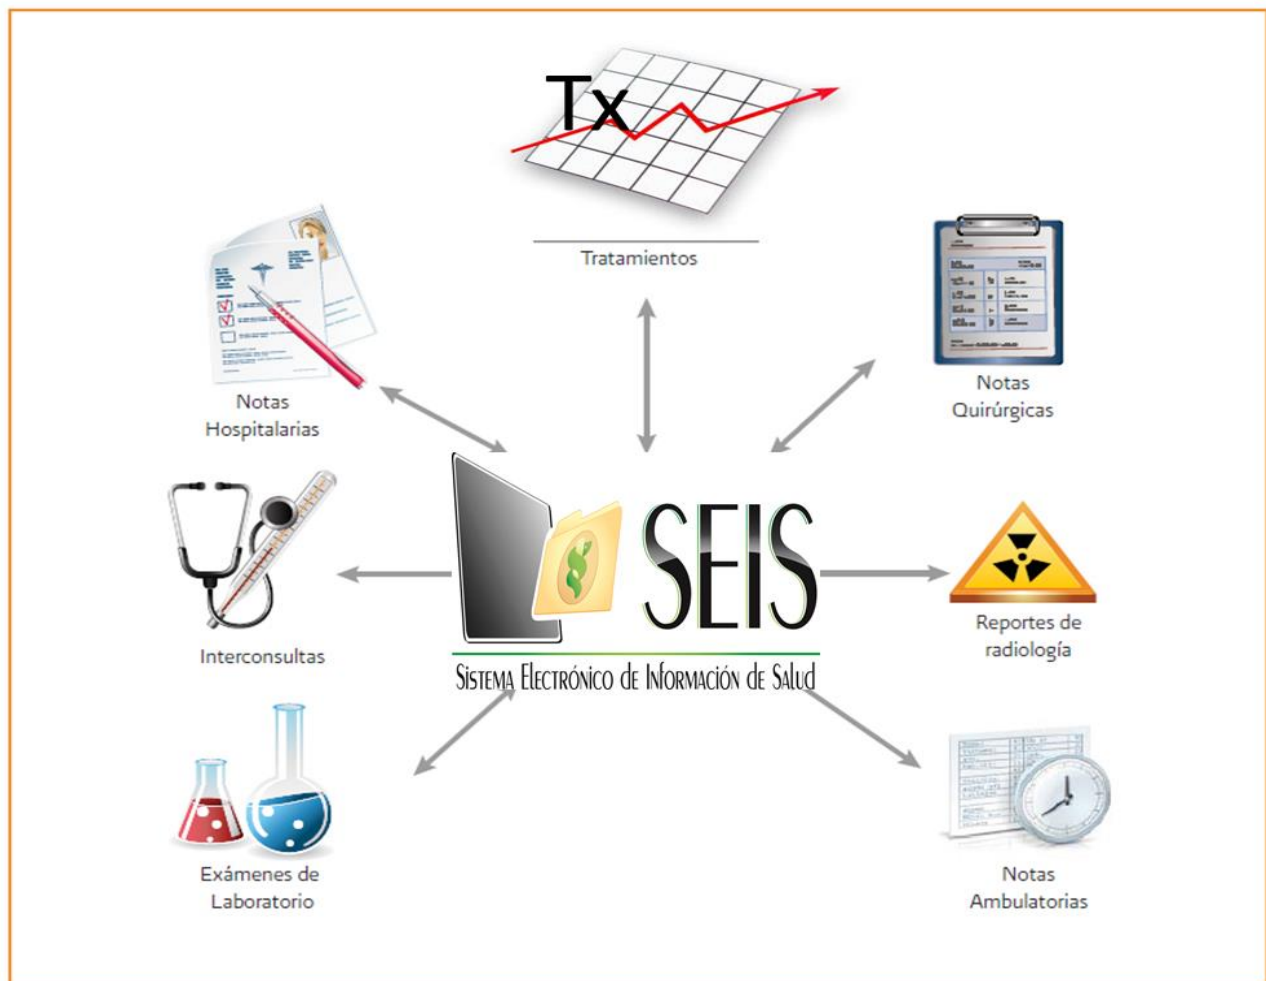 Tx
Tratamientos
Notas
Hospitalarias
Notas
Quirúrgicas
SEIS
Sistema Electrónico de Información de Salud
Interconsultas
Reportes de
radiología
Exámenes de
Laboratorio
Notas
Ambulatorias